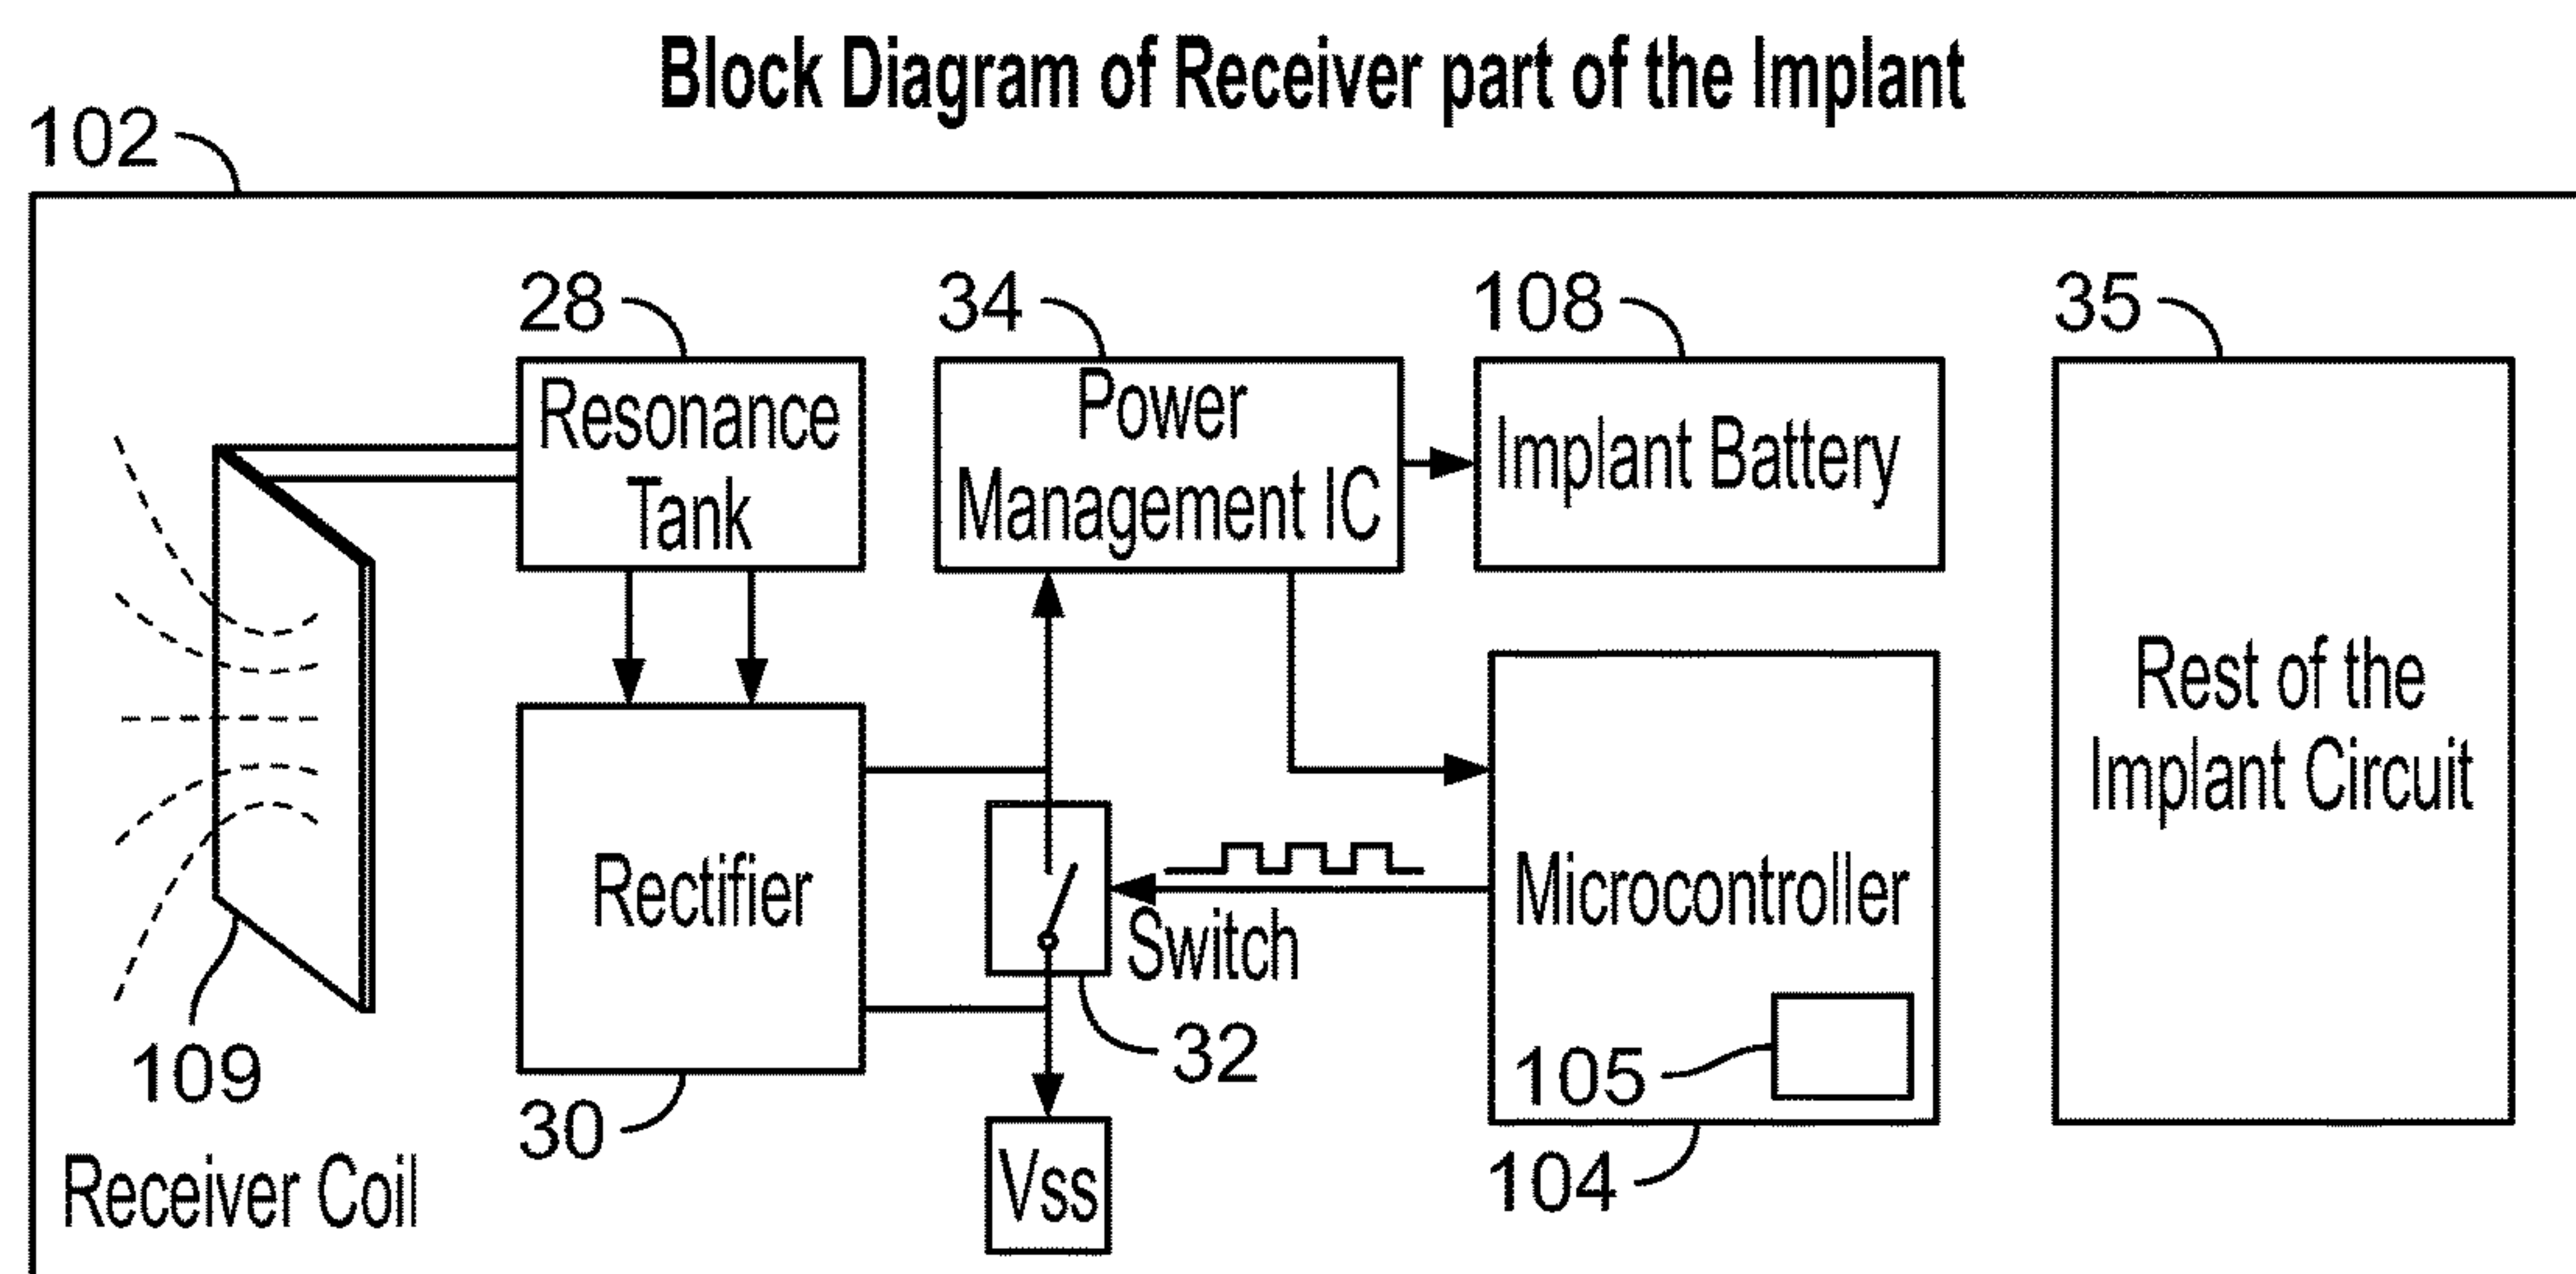 Block Diagram of Receiver part of the Implant
102
28
34
108
35
Resonance
Tank
Power
Management IC
Implant Battery
Rest of the
Implant Circuit
Rectifier
Switch
Microcontroller
109
32
105
30
104
Receiver Coil
Vss